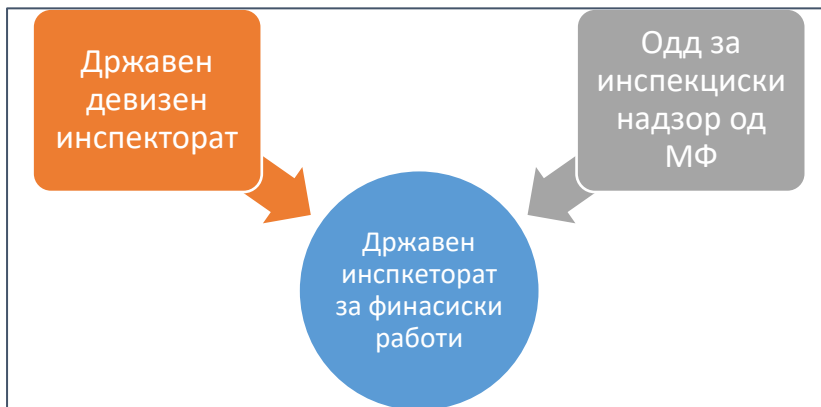 Државен
девизен
инспекторат
Одд за
инспекциски
надзор од
МФ
Државен
инспкеторат
за финасиски
работи